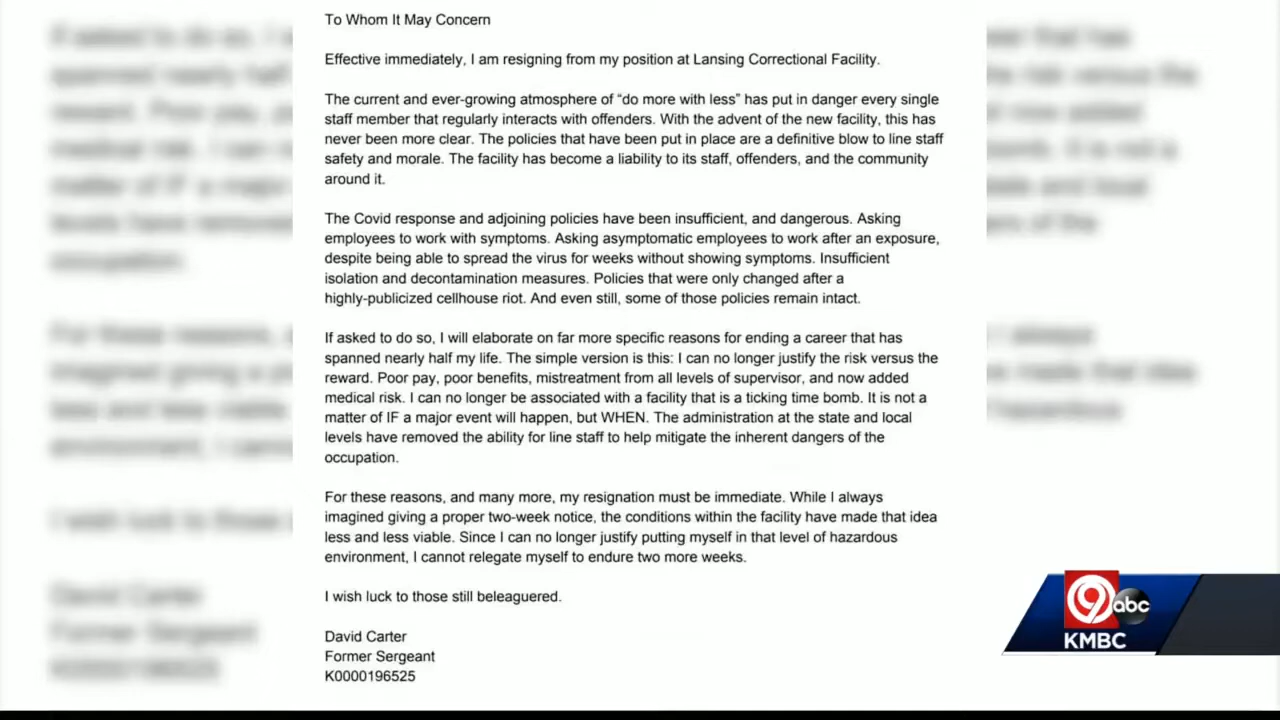 To Whom It May Concern
Effective immediately, I am resigning from my position at Lansing Correctional Facility.
The current and ever-growing atmosphere of “do more with less” has put in danger every single
staff member that regularly interacts with offenders. With the advent of the new facility, this has
never been more clear. The policies that have been put in place are a definitive blow to line staff
safety and morale. The facility has become a liability to its staff, offenders, and the community
around it.
The Covid response and adjoining policies have been insufficient, and dangerous. Asking
employees to work with symptoms. Asking asymptomatic employees to work after an exposure,
despite being able to spread the virus for weeks without showing symptoms. Insufficient
isolation and decontamination measures. Policies that were only changed after a
highly-publicized cellhouse riot. And even still, some of those policies remain intact.
If asked to do so, I will elaborate on far more specific reasons for ending a career that has
spanned nearly half my life. The simple version is this: I can no longer justify the risk versus the
reward. Poor pay, poor benefits, mistreatment from all levels of supervisor, and now added
medical risk. I can no longer be associated with a facility that is a ticking time bomb. It is not a
matter of IF a major event will happen, but WHEN. The administration at the state and local
levels have removed the ability for line staff to help mitigate the inherent dangers of the
occupation.
For these reasons, and many more, my resignation must be immediate. While I always
imagined giving a proper two-week notice, the conditions within the facility have made that idea
less and less viable. Since I can no longer justify putting myself in that level of hazardous
environment, I cannot relegate myself to endure two more weeks.
I wish luck to those still beleaguered.
David Carter
Former Sergeant
K0000196525
9 abc
KMBC